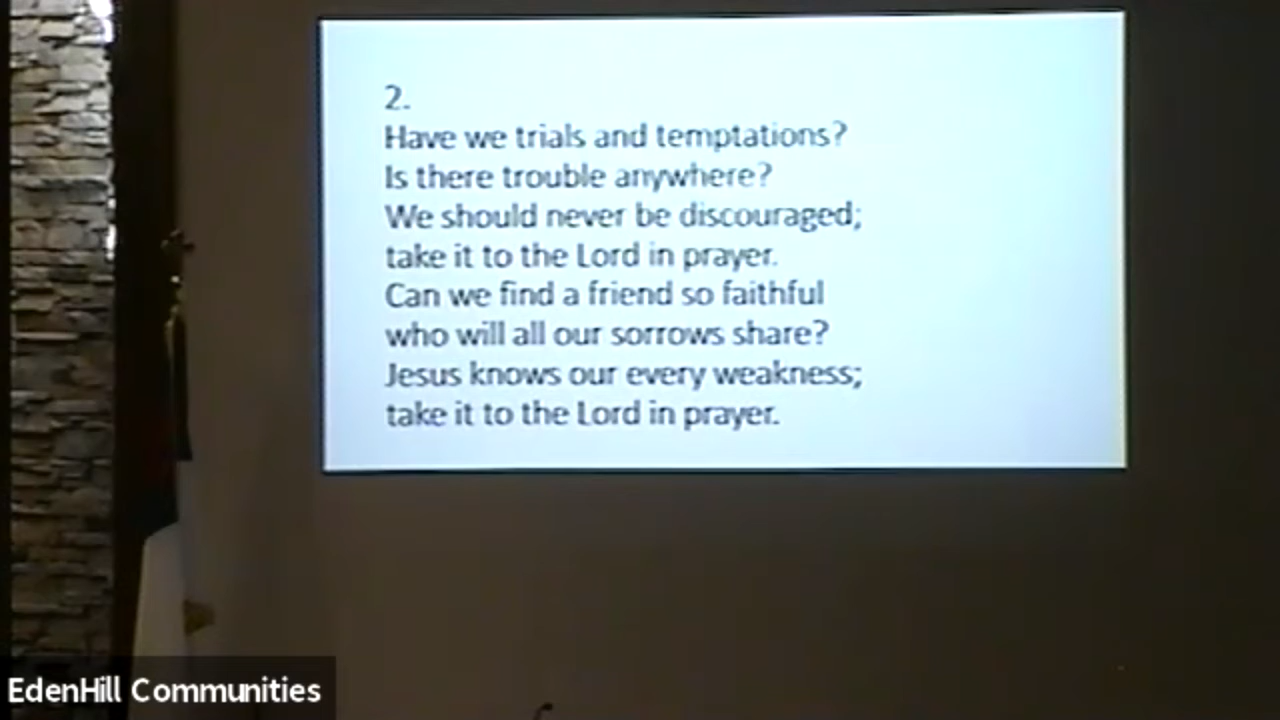 2.
Have we trials and temptations?
Is there trouble anywhere?
We should never be discouraged;
take it to the Lord in prayer.
Can we find a friend so faithful
who will all our sorrows share?
Jesus knows our every weakness;
take it to the Lord in prayer.
EdenHill Communities